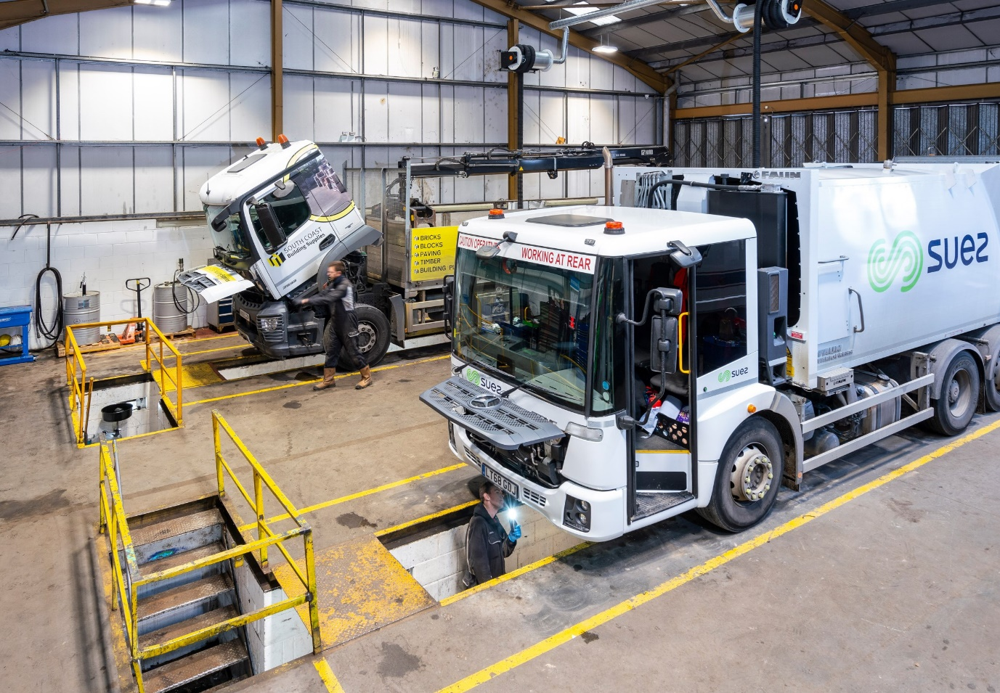 SOUTH COAST
Building Supplies
BRICKS
BLOCKS
PAVING
TIMBER
BUILDING
CAUTION
WORKING AT REAR
FAUN
suez
suez
suez
LT68 GDJ